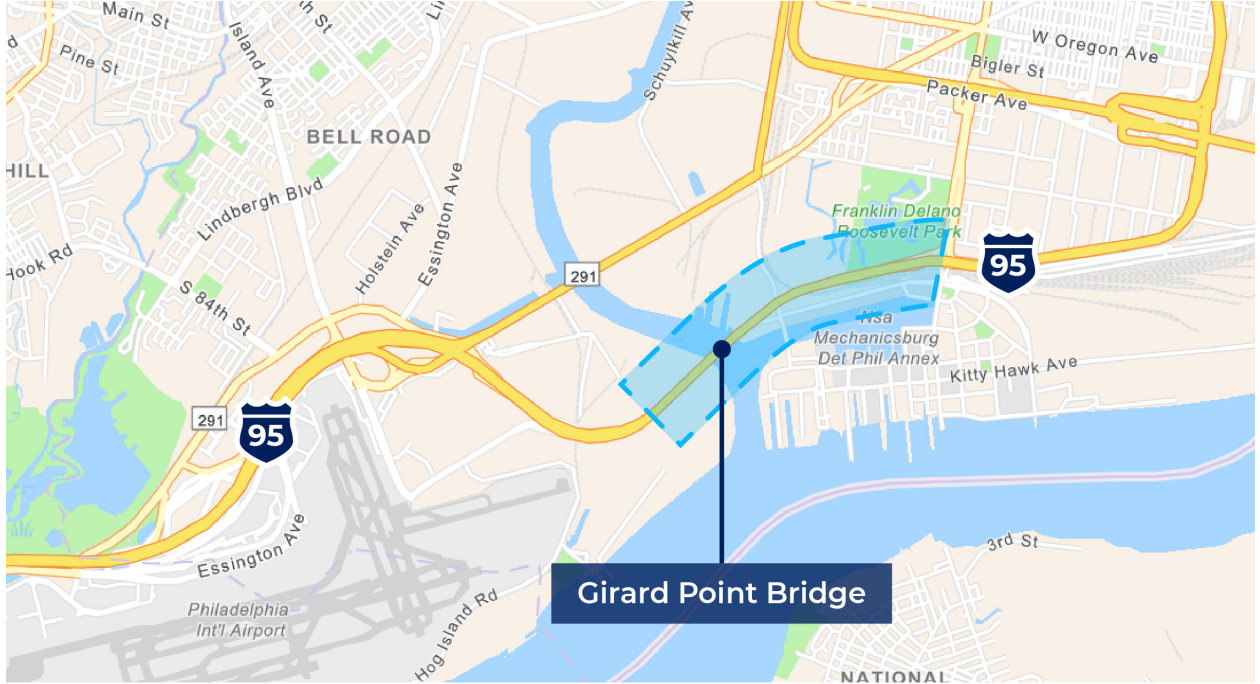 Main St
Pine St
Island Ave
Schuylkill Av
W Oregon Ave
Bigler St
Packer Ave
BELL ROAD
HILL
Lindbergh Blvd
Holstein Ave
Essington Ave
Hook Rd
S 84th St
Franklin Delano
Roosevelt Park
291
95
Nsa
Mechanicsburg
Det Phil Annex
Kitty Hawk Ave
291
95
Essington Ave
3rd St
Girard Point Bridge
Philadelphia
Int'l Airport
Hog Island Rd
NATIONAL